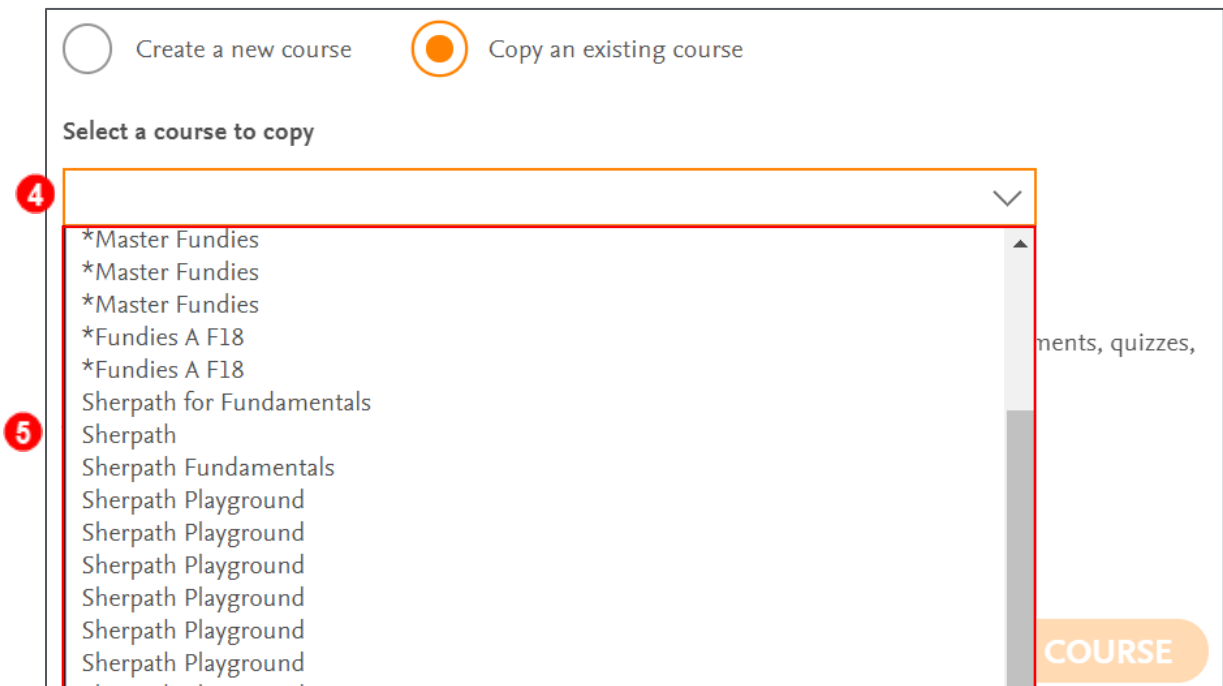 Create a new course Copy an existing course
Select a course to copy
4
*Master Fundies
*Master Fundies
*Master Fundies
*Fundies A F18
ments, quizzes,
*Fundies A F18
Sherpath for Fundamentals
5
Sherpath
Sherpath Fundamentals
Sherpath Playground
Sherpath Playground
Sherpath Playground
Sherpath Playground
Sherpath Playground
COURSE
Sherpath Playground